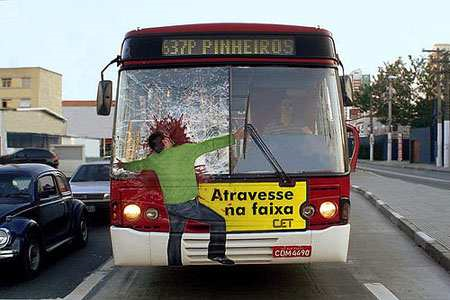 637P PINHEIROS
Atravesse
na faixa
CET
CDM 4490